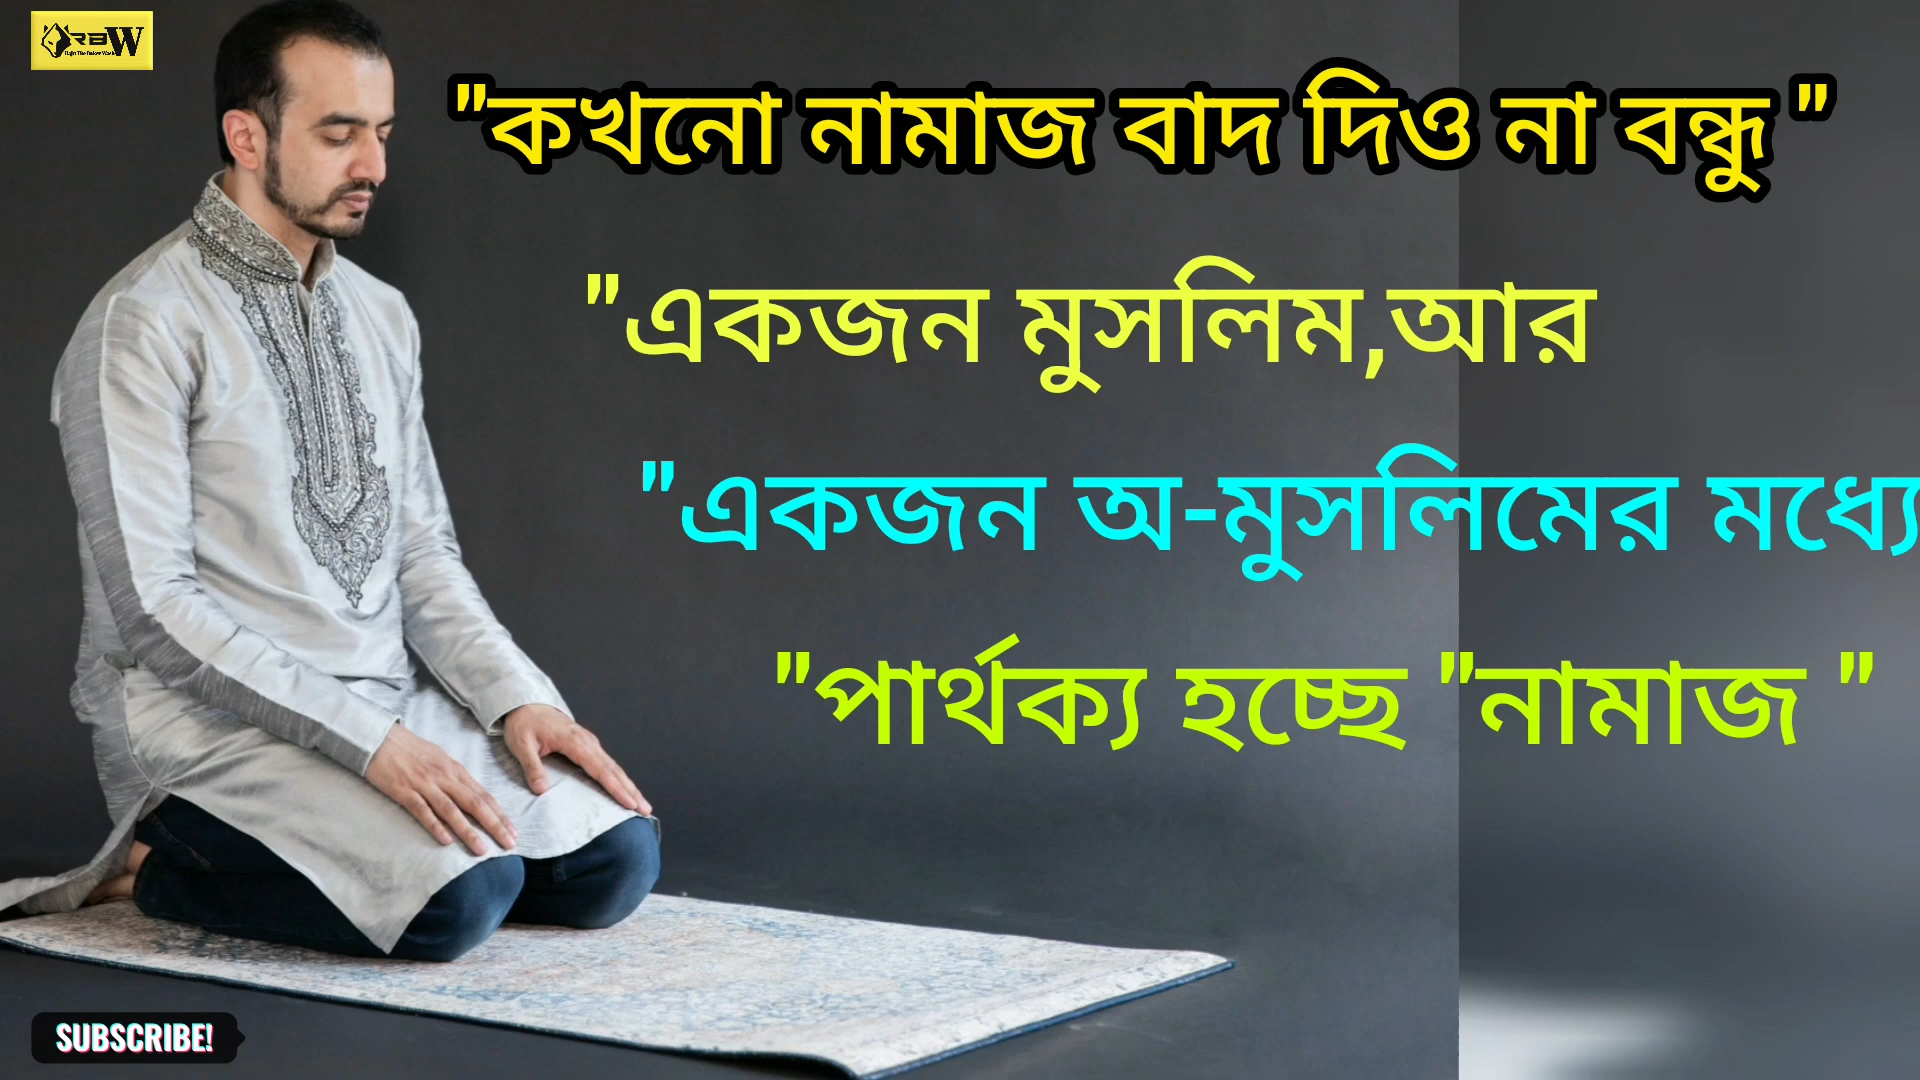 RBW
"কখনো নামাজ বাদ দিও না বন্ধু "
"একজন মুসলিম,আর
"একজন অ-মুসলিমের মধ্যে
"পার্থক্য হচ্ছে "নামাজ "
SUBSCRIBE!